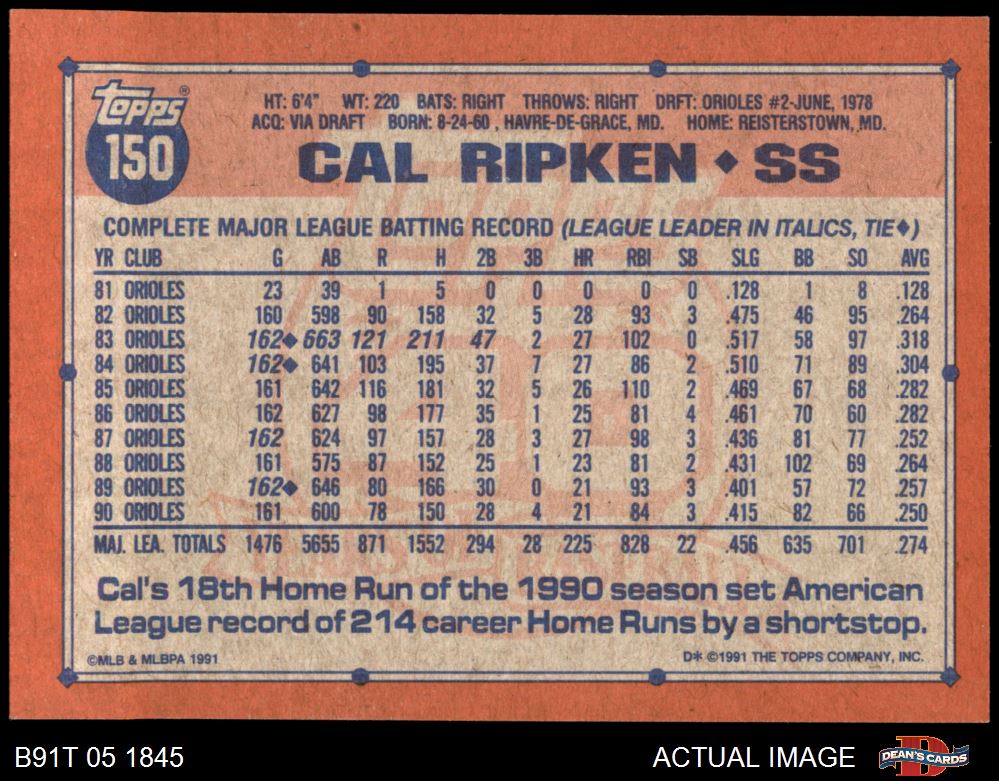 Topps®
150
HT: 6'4" WT: 220 BATS: RIGHT THROWS: RIGHT DRFT: ORIOLES #2-JUNE, 1978
ACQ: VIA DRAFT BORN: 8-24-60, HAVRE-DE-GRACE, MD. HOME: REISTERSTOWN, MD.
CAL RIPKEN ◆ SS
COMPLETE MAJOR LEAGUE BATTING RECORD (LEAGUE LEADER IN ITALICS, TIE◆)
YR CLUB G AB R H 2B 3B HR RBI SB SLG BB SO AVG
81 ORIOLES 23 39 1 5 0 0 0 0 0 .128 1 8 .128
82 ORIOLES 160 598 90 158 32 5 28 93 3 .475 46 95 .264
83 ORIOLES 162◆ 663 121 211 47 2 27 102 0 .517 58 97 .318
84 ORIOLES 162◆ 641 103 195 37 7 27 86 2 .510 71 89 .304
85 ORIOLES 161 642 116 181 32 5 26 110 2 .469 67 68 .282
86 ORIOLES 162 627 98 177 35 1 25 81 4 .461 70 60 .282
87 ORIOLES 162 624 97 157 28 3 27 98 3 .436 81 77 .252
88 ORIOLES 161 575 87 152 25 1 23 81 2 .431 102 69 .264
89 ORIOLES 162◆ 646 80 166 30 0 21 93 3 .401 57 72 .257
90 ORIOLES 161 600 78 150 28 4 21 84 3 .415 82 66 .250
MAJ. LEA. TOTALS 1476 5655 871 1552 294 28 225 828 22 .456 635 701 .274
Cal's 18th Home Run of the 1990 season set American
League record of 214 career Home Runs by a shortstop.
©MLB & MLBPA 1991 D* ©1991 THE TOPPS COMPANY, INC.
B91T 05 1845 ACTUAL IMAGE DEAN'S CARDS